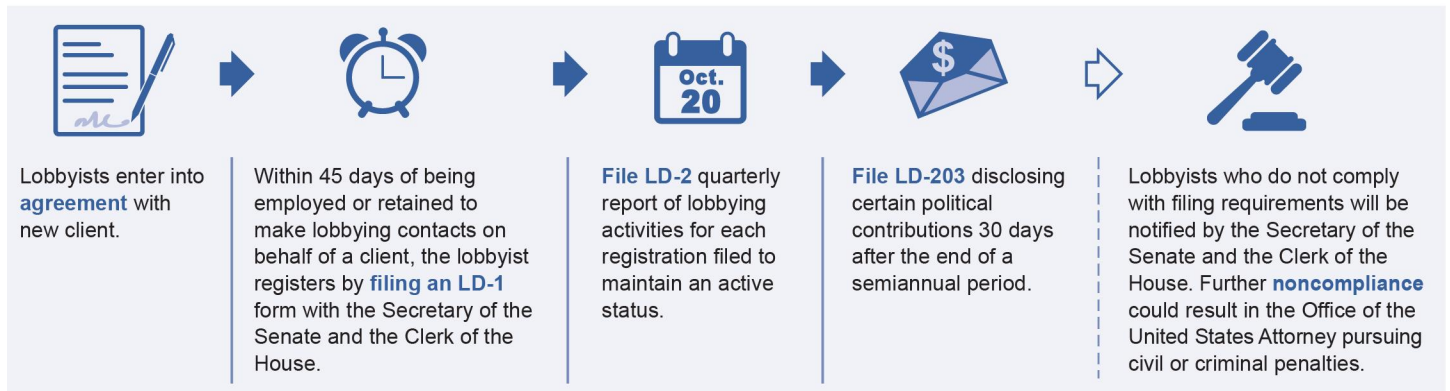 Oct.
20
$
Lobbyists enter into
agreement with
new client.
Within 45 days of being
employed or retained to
make lobbying contacts on
behalf of a client, the lobbyist
registers by filing an LD-1
form with the Secretary of the
Senate and the Clerk of the
House.
File LD-2 quarterly
report of lobbying
activities for each
registration filed to
maintain an active
status.
File LD-203 disclosing
certain political
contributions 30 days
after the end of a
semiannual period.
Lobbyists who do not comply
with filing requirements will be
notified by the Secretary of the
Senate and the Clerk of the
House. Further noncompliance
could result in the Office of the
United States Attorney pursuing
civil or criminal penalties.